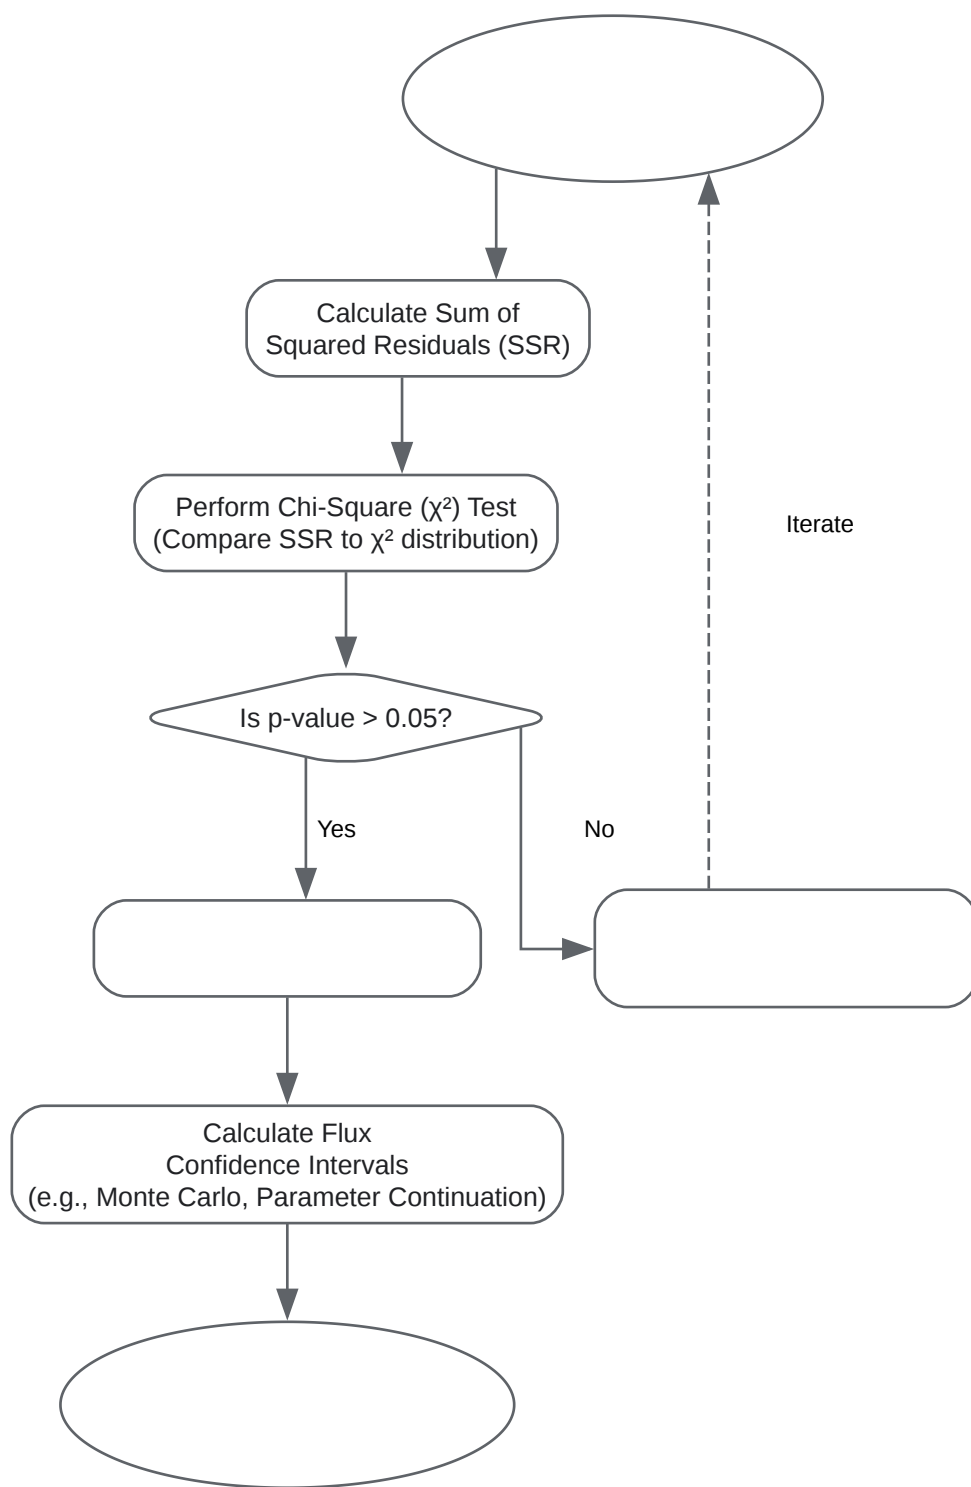 Calculate Sum of
Squared Residuals (SSR)
Perform Chi-Square (χ²) Test
(Compare SSR to χ² distribution)
Iterate
Is p-value > 0.05?
Yes
No
Calculate Flux
Confidence Intervals
(e.g., Monte Carlo, Parameter Continuation)